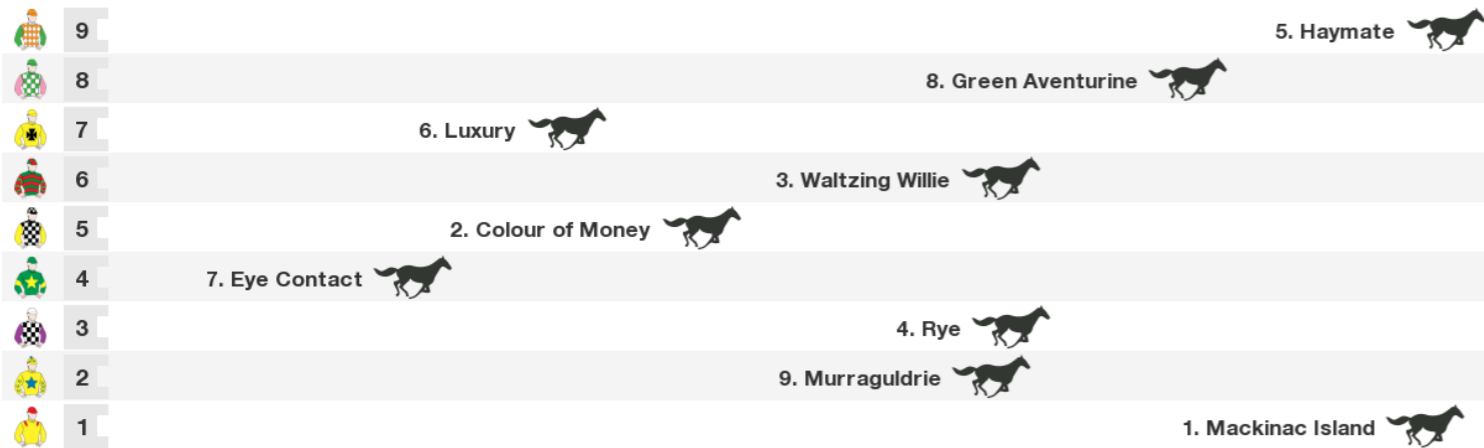 9 5. Haymate
8 8. Green Aventurine
7 6. Luxury
6 3. Waltzing Willie
5 2. Colour of Money
4 7. Eye Contact
3 4. Rye
2 9. Murraguldrie
1 1. Mackinac Island